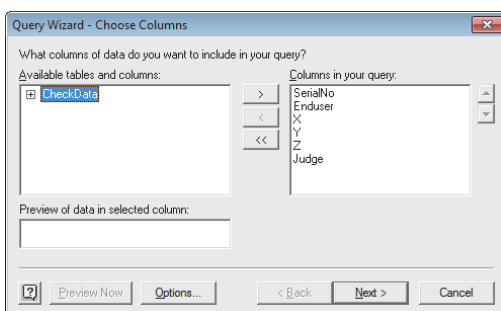 Query Wizard - Choose Columns
What columns of data do you want to include in your query?
Available tables and columns:
Columns in your query:
CheckData
>
<
<<
SerialNo
Enduser
X
Y
Z
Judge
Preview of data in selected column:
?
Preview Now
Options...
< Back
Next >
Cancel